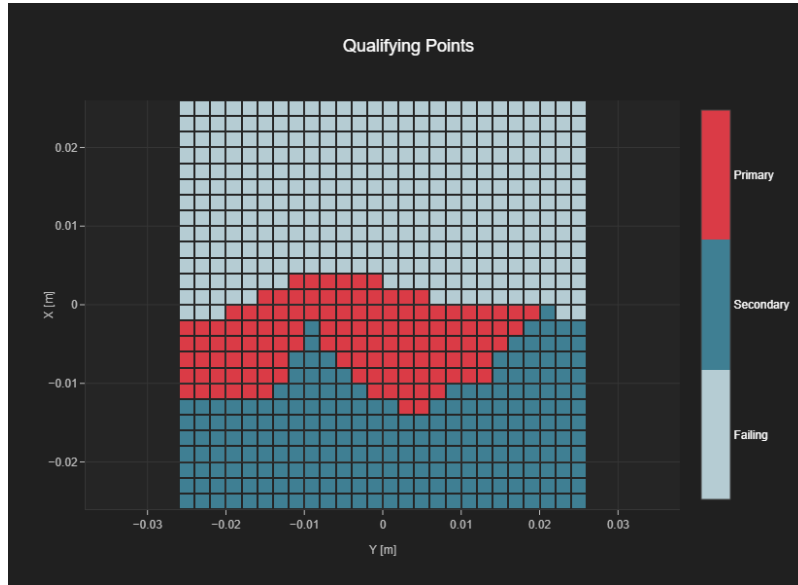 Qualifying Points
0.02
0.01
0
−0.01
−0.02
X [m]
−0.03
−0.02
−0.01
0
0.01
0.02
0.03
Y [m]
Primary
Secondary
Failing